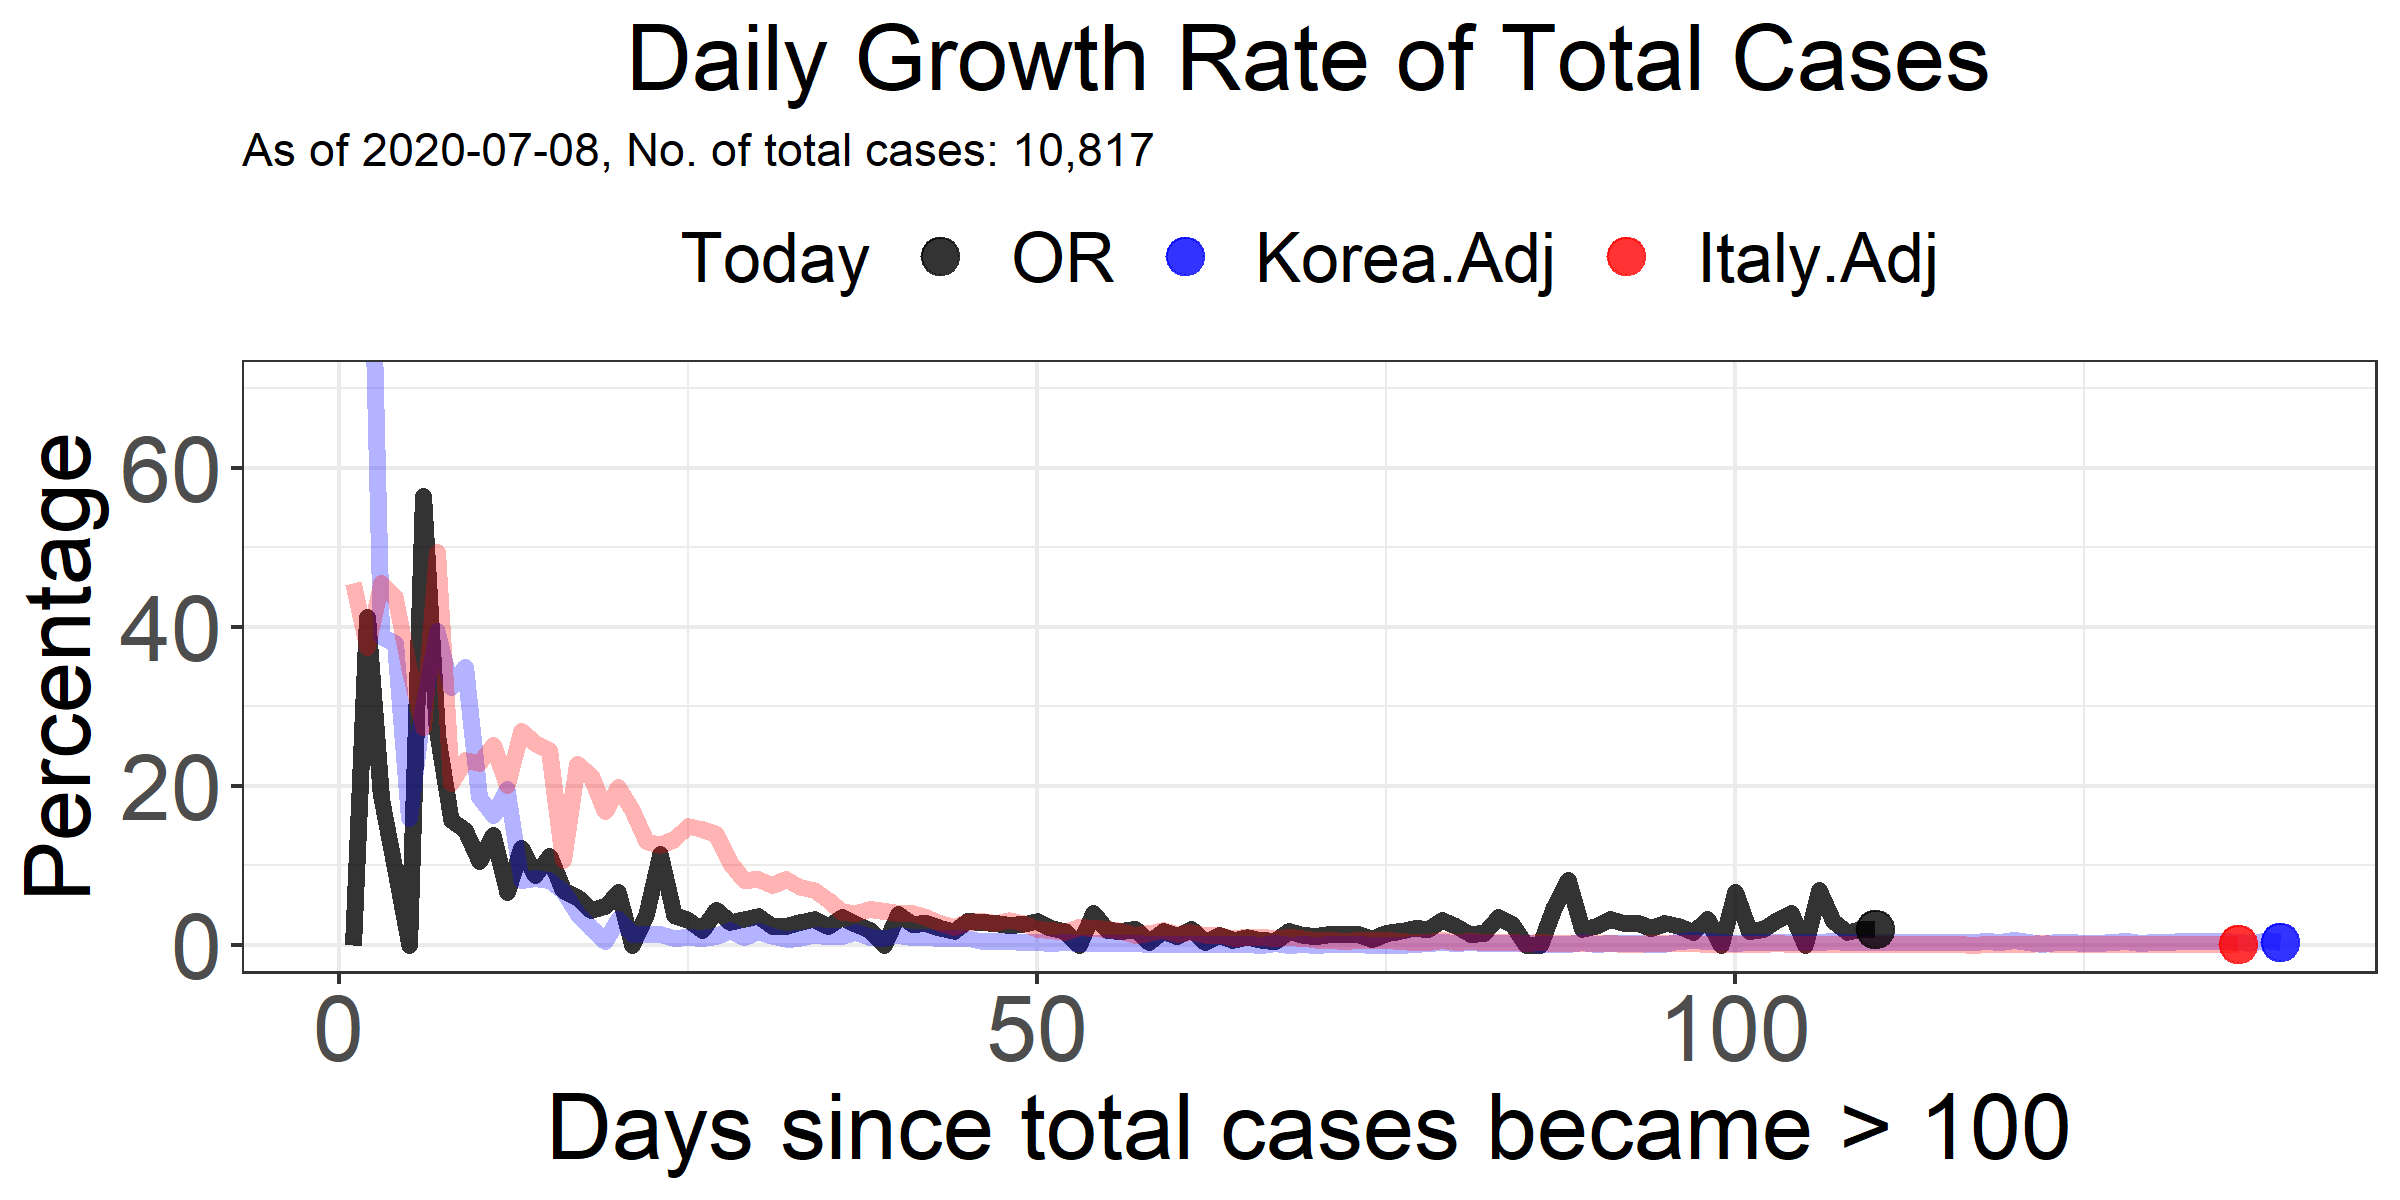 Daily Growth Rate of Total Cases
As of 2020-07-08, No. of total cases: 10,817
Today OR Korea.Adj Italy.Adj
Percentage
60
40
20
0
0 50 100
Days since total cases became > 100